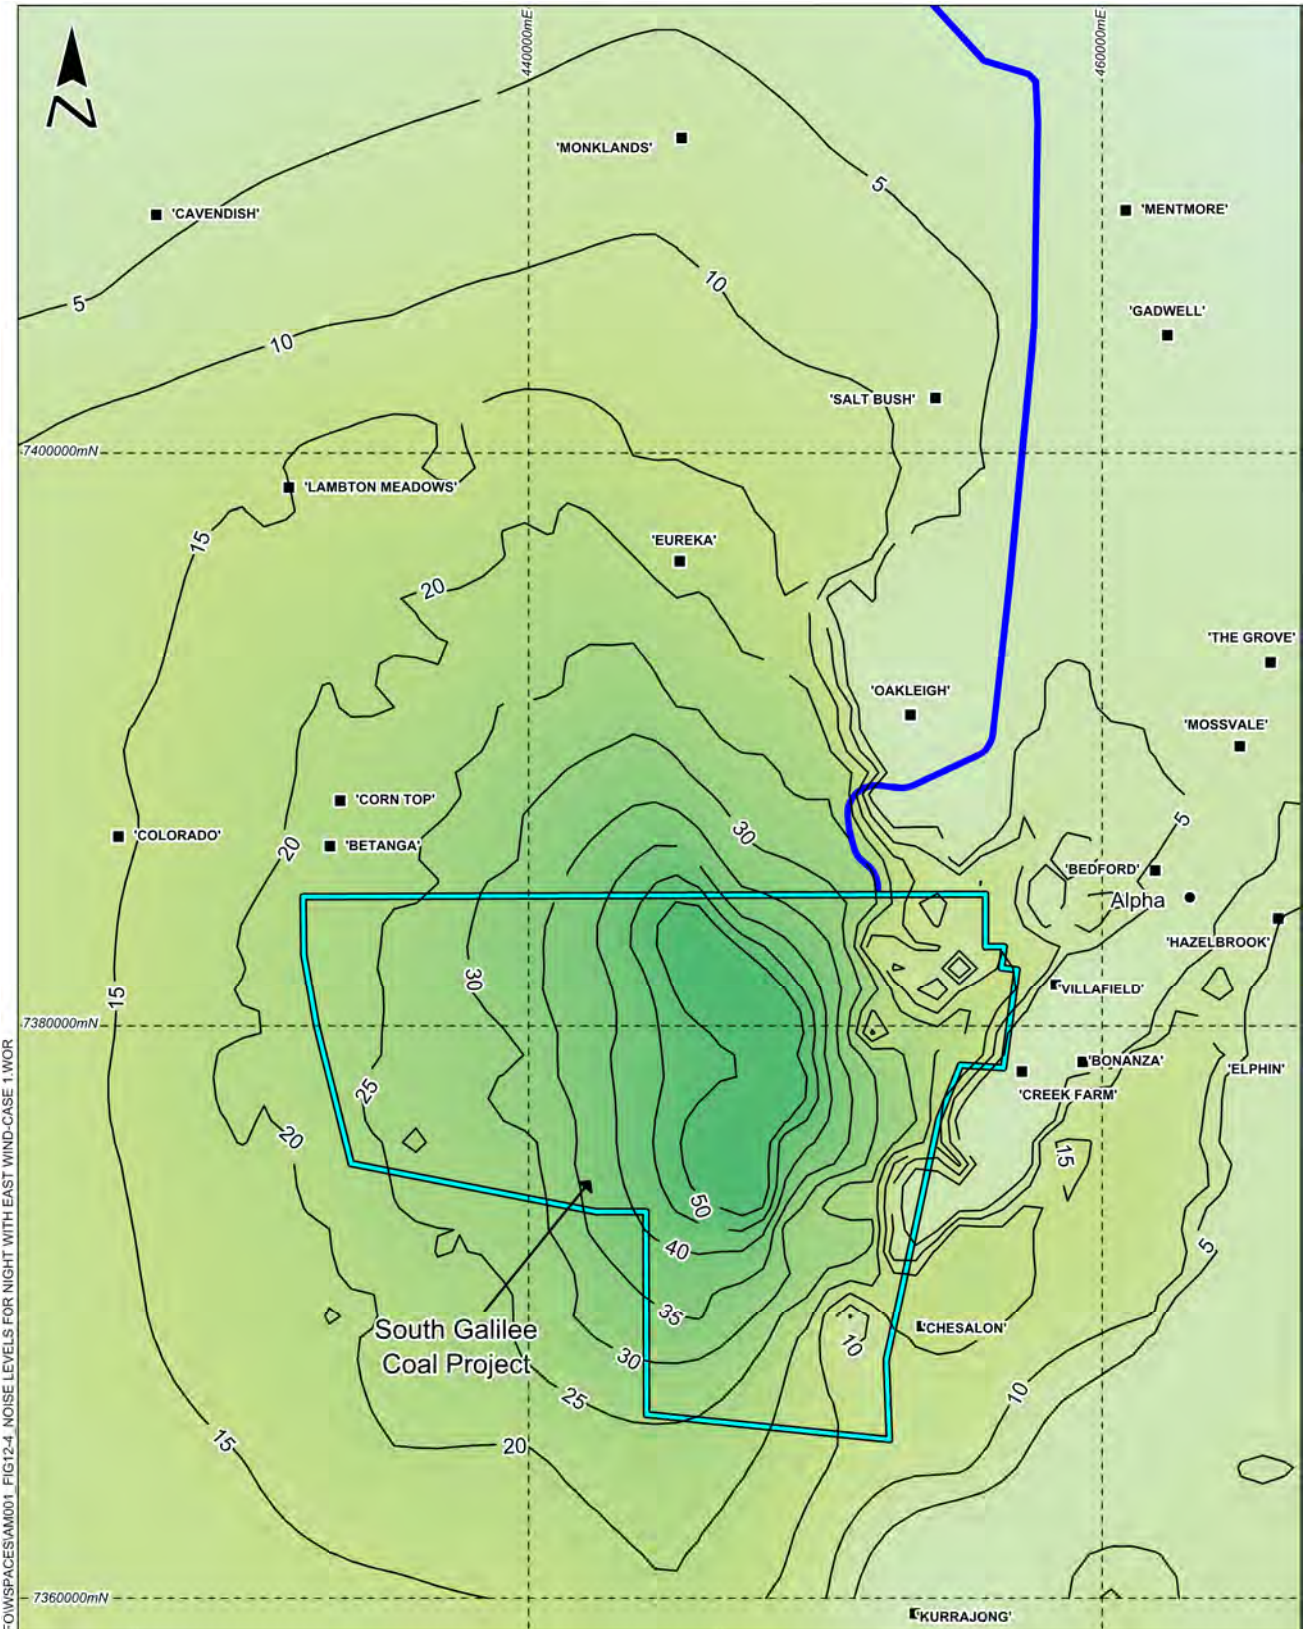 440000mE
460000mE
N
'MONKLANDS'
5
'CAVENDISH'
'MENTMORE'
10
5
'GADWELL'
10
'SALT BUSH'
7400000mN
'LAMBTON MEADOWS'
15
'EUREKA'
20
'THE GROVE'
'OAKLEIGH'
'MOSSVALE'
'CORN TOP'
'COLORADO'
'BETANGA'
20
30
5
'BEDFORD'
Alpha
'HAZELBROOK'
30
15
'VILLAFIELD'
7380000mN
'BONANZA'
'ELPHIN'
25
'CREEK FARM'
20
15
50
40
5
35
South Galilee
Coal Project
'CHESALON'
10
30
25
10
15
20
7360000mN
'KURRAJONG'
FOWSPACES\AM001_FIG12-4_NOISE LEVELS FOR NIGHT WITH EAST WIND-CASE 1.WOR